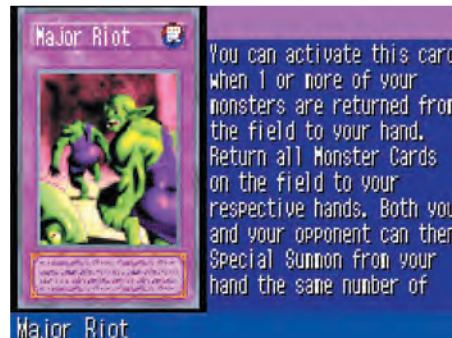 Major Riot
You can activate this card
when 1 or more of your
monsters are returned from
the field to your hand.
Return all Monster Cards
on the field to your
respective hands. Both you
and your opponent can then
Special Summon from your
hand the same number of
Major Riot